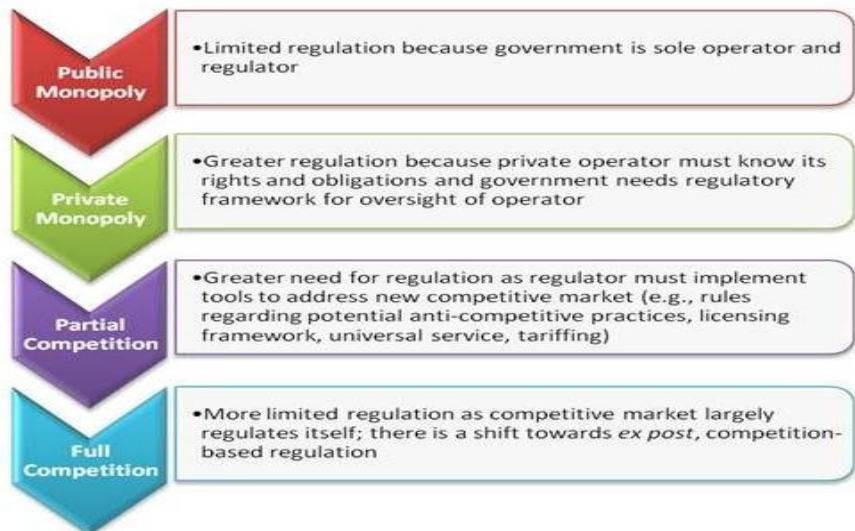 Public
Monopoly
•Limited regulation because government is sole operator and
regulator
Private
Monopoly
•Greater regulation because private operator must know its
rights and obligations and government needs regulatory
framework for oversight of operator
Partial
Competition
•Greater need for regulation as regulator must implement
tools to address new competitive market (e.g., rules
regarding potential anti-competitive practices, licensing
framework, universal service, tariffing)
Full
Competition
•More limited regulation as competitive market largely
regulates itself; there is a shift towards ex post, competition-
based regulation